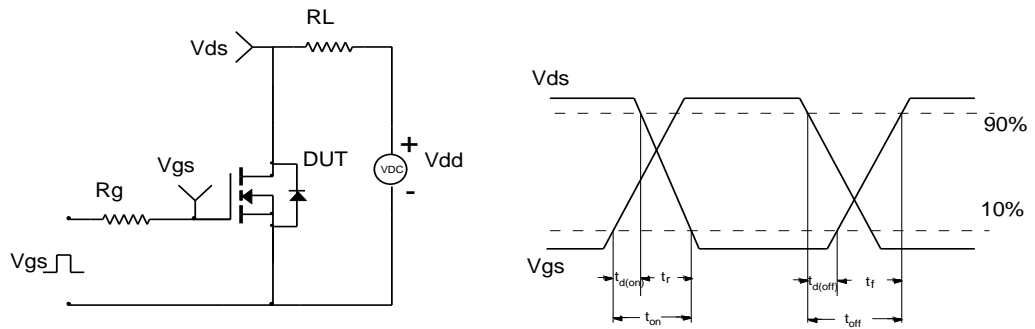 RL
Vds
+
DUT
VDC
Vdd
Vgs
-
Rg
Vgs
Vds
90%
10%
Vgs
td(on)
tr
td(off)
tf
ton
toff